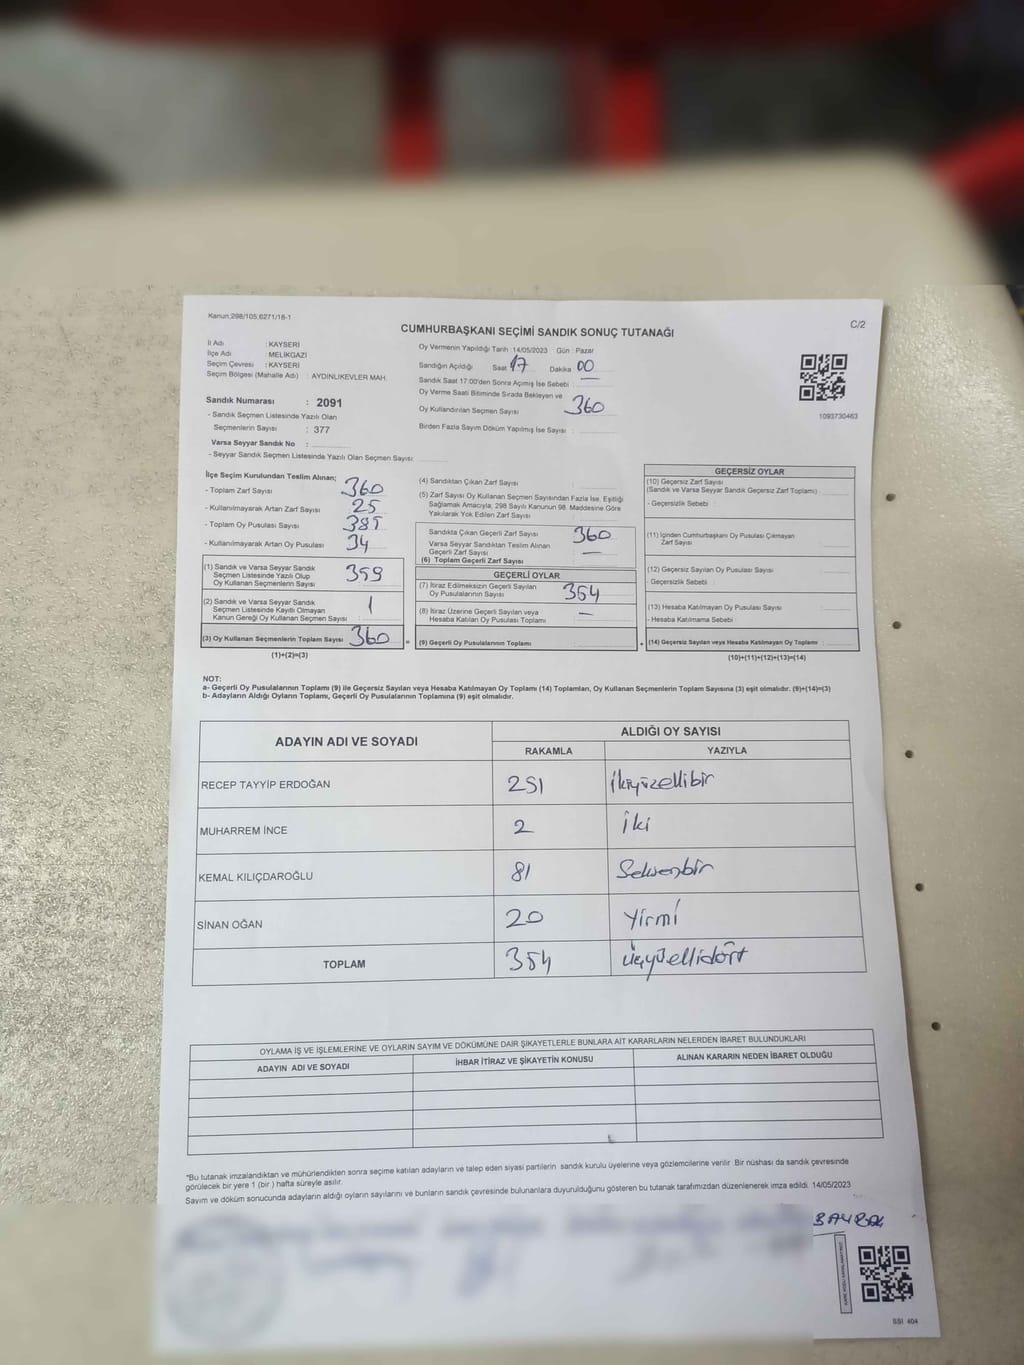 Kanun,298/105,6271/18-1
C/2
CUMHURBAŞKANI SEÇİMİ SANDIK SONUÇ TUTANAĞI
İl Adı : KAYSERİ
İlçe Adı : MELİKGAZİ
Seçim Çevresi : KAYSERİ
Seçim Bölgesi (Mahalle Adı) : AYDINLIKEVLER MAH.
Sandık Numarası : 2091
- Sandık Seçmen Listesinde Yazılı Olan
Seçmenlerin Sayısı : 377
Varsa Seyyar Sandık No :
- Seyyar Sandık Seçmen Listesinde Yazılı Olan Seçmen Sayısı:
Oy Vermenin Yapıldığı Tarih : 14/05/2023 Gün : Pazar
Sandığın Açıldığı Saat 17 Dakika 00
Sandık Saat 17.00'den Sonra Açımış İse Sebebi : —
Oy Verme Saati Bitiminde Sırada Bekleyen ve
Oy Kullandırılan Seçmen Sayısı 360
Birden Fazla Sayım Döküm Yapılmış İse Sayısı :
1093730463
İlçe Seçim Kurulundan Teslim Alınan;
- Toplam Zarf Sayısı 360
- Kullanılmayarak Artan Zarf Sayısı 25
- Toplam Oy Pusulası Sayısı 385
- Kullanılmayarak Artan Oy Pusulası 34
(1) Sandık ve Varsa Seyyar Sandık
Seçmen Listesinde Yazılı Olup
Oy Kullanan Seçmenlerin Sayısı 359
(2) Sandık ve Varsa Seyyar Sandık
Seçmen Listesinde Kayıtlı Olmayan
Kanun Gereği Oy Kullanan Seçmen Sayısı 1
(3) Oy Kullanan Seçmenlerin Toplam Sayısı 360
(1)+(2)=(3)
(4) Sandıktan Çıkan Zarf Sayısı :
(5) Zarf Sayısı Oy Kullanan Seçmen Sayısından Fazla İse, Eşitliği
Sağlamak Amacıyla, 298 Sayılı Kanunun 98. Maddesine Göre
Yakılarak Yok Edilen Zarf Sayısı :
Sandıkta Çıkan Geçerli Zarf Sayısı 360
Varsa Seyyar Sandıktan Teslim Alınan
Geçerli Zarf Sayısı : —
(6) Toplam Geçerli Zarf Sayısı
GEÇERLİ OYLAR
(7) İtiraz Edilmeksizin Geçerli Sayılan
Oy Pusulalarının Sayısı : 354
(8) İtiraz Üzerine Geçerli Sayılan veya
Hesaba Katılan Oy Pusulası Toplamı —
=
(9) Geçerli Oy Pusulalarının Toplamı
+
GEÇERSİZ OYLAR
(10) Geçersiz Zarf Sayısı
(Sandık ve Varsa Seyyar Sandık Geçersiz Zarf Toplamı)
- Geçersizlik Sebebi :
(11) İçinden Cumhurbaşkanı Oy Pusulası Çıkmayan
Zarf Sayısı
(12) Geçersiz Sayılan Oy Pusulası Sayısı :
- Geçersizlik Sebebi :
(13) Hesaba Katılmayan Oy Pusulası Sayısı
- Hesaba Katılmama Sebebi
(14) Geçersiz Sayılan veya Hesaba Katılmayan Oy Toplamı
(10)+(11)+(12)+(13)=(14)
NOT:
a- Geçerli Oy Pusulalarının Toplamı (9) ile Geçersiz Sayılan veya Hesaba Katılmayan Oy Toplamı (14) Toplamları, Oy Kullanan Seçmenlerin Toplam Sayısına (3) eşit olmalıdır. (9)+(14)=(3)
b- Adayların Aldığı Oyların Toplamı, Geçerli Oy Pusulalarının Toplamına (9) eşit olmalıdır.
ADAYIN ADI VE SOYADI ALDIĞI OY SAYISI
RAKAMLA YAZIYLA
RECEP TAYYİP ERDOĞAN 251 İkiyüzellibir
MUHARREM İNCE 2 İki
KEMAL KILIÇDAROĞLU 81 Seksenbir
SİNAN OĞAN 20 Yirmi
TOPLAM 354 Üçyüzellidört
OYLAMA İŞ VE İŞLEMLERİNE VE OYLARIN SAYIM VE DÖKÜMÜNE DAİR ŞİKAYETLERLE BUNLARA AİT KARARLARIN NELERDEN İBARET BULUNDUKLARI
ADAYIN ADI VE SOYADI İHBAR İTİRAZ VE ŞİKAYETİN KONUSU ALINAN KARARIN NEDEN İBARET OLDUĞU
*Bu tutanak imzalandıktan ve mühürlendikten sonra seçime katılan adayların ve talep eden siyasi partilerin sandık kurulu üyelerine veya gözlemcilerine verilir. Bir nüshası da sandık çevresinde
görülecek bir yere 1 (bir ) hafta süreyle asılır.
Sayım ve döküm sonucunda adayların aldığı oyların sayılarını ve bunların sandık çevresinde bulunanlara duyurulduğunu gösteren bu tutanak tarafımızdan düzenlenerek imza edildi. 14/05/2023
SSI 404